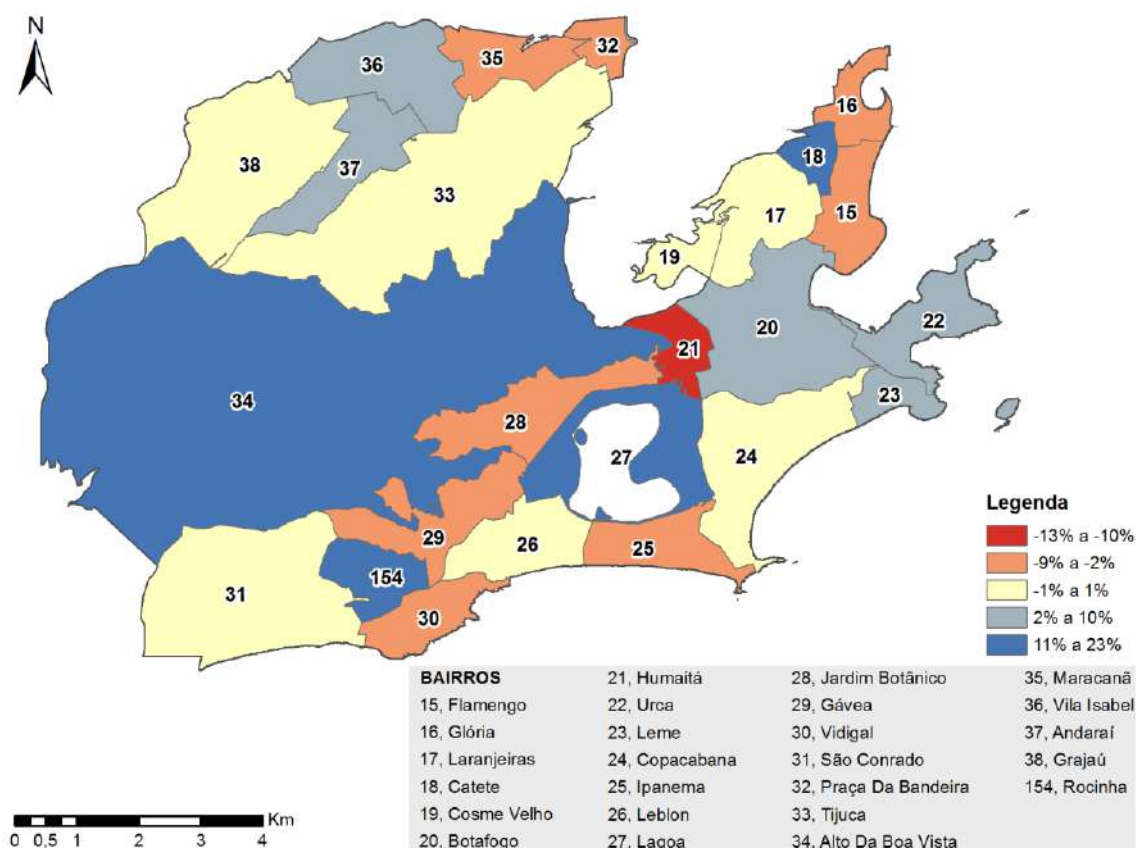 N
36
35
32
16
38
37
18
33
17
15
19
20
22
21
34
23
28
27
24
29
26
25
154
31
30
Legenda
-13% a -10%
-9% a -2%
-1% a 1%
2% a 10%
11% a 23%
BAIRROS
15, Flamengo
16, Glória
17, Laranjeiras
18, Catete
19, Cosme Velho
20, Botafogo
21, Humaitá
22, Urca
23, Leme
24, Copacabana
25, Ipanema
26, Leblon
27, Lagoa
28, Jardim Botânico
29, Gávea
30, Vidigal
31, São Conrado
32, Praça Da Bandeira
33, Tijuca
34, Alto Da Boa Vista
35, Maracanã
36, Vila Isabel
37, Andaraí
38, Grajaú
154, Rocinha
Km
0 0,5 1 2 3 4